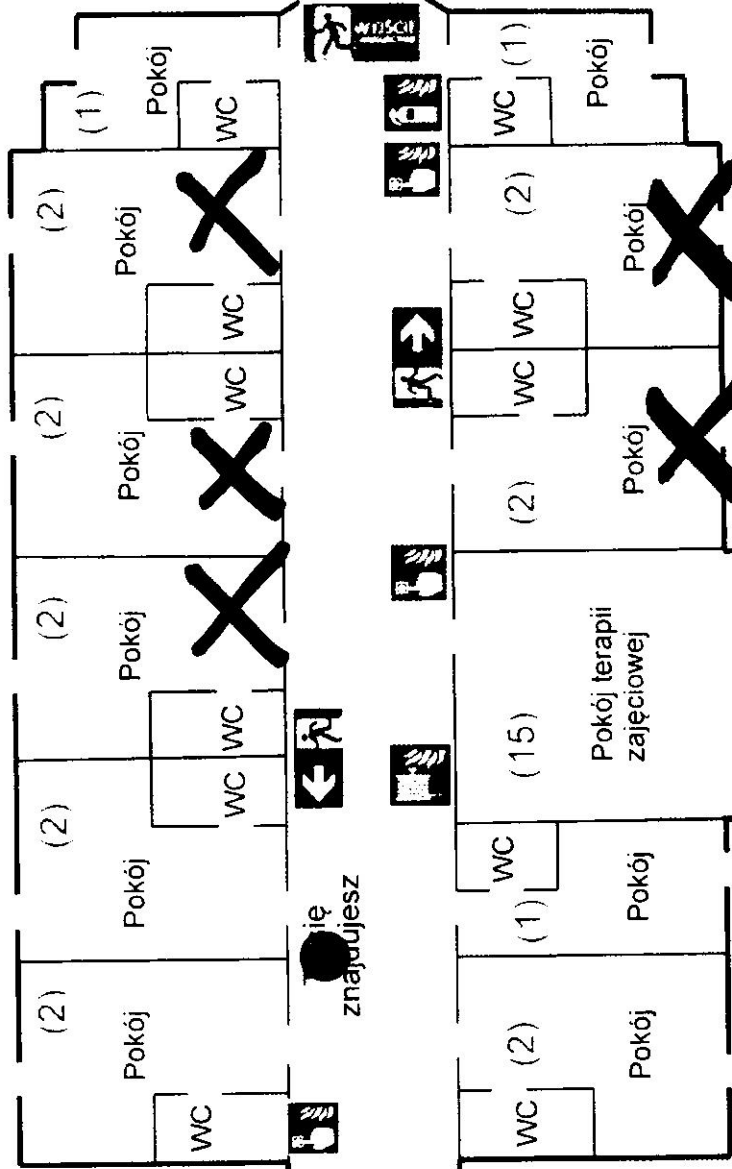 (2)
Pokój
WC
(2)
Pokój
WC
(2)
Pokój
WC
(2)
Pokój
WC
(2)
Pokój
WC
(1)
Pokój
WC
się
znajdujesz
WYJŚCIE
WC
(2)
Pokój
WC
(1)
Pokój
(15)
Pokój terapii
zajęciowej
(2)
Pokój
WC
WC
(2)
Pokój
WC
(1)
Pokój